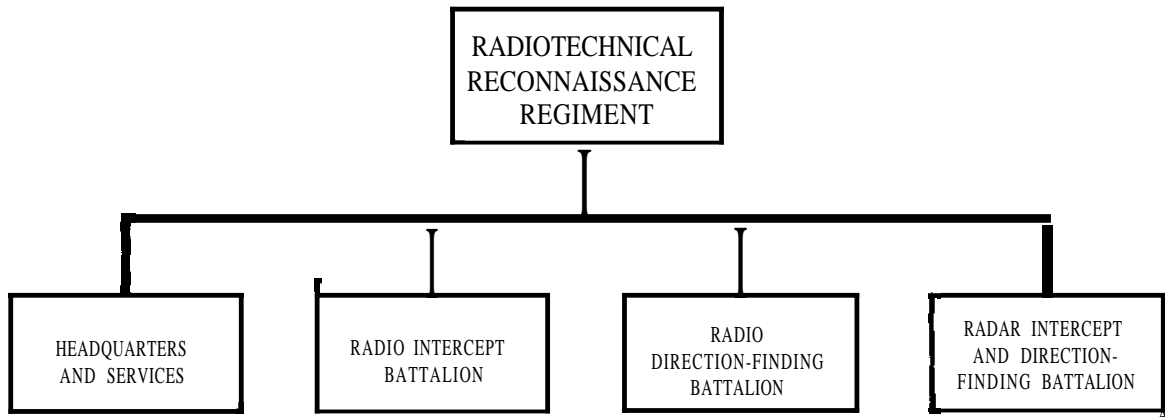 RADIOTECHNICAL
RECONNAISSANCE
REGIMENT
HEADQUARTERS
AND SERVICES
RADIO INTERCEPT
BATTALION
RADIO
DIRECTION-FINDING
BATTALION
RADAR INTERCEPT
AND DIRECTION-
FINDING BATTALION